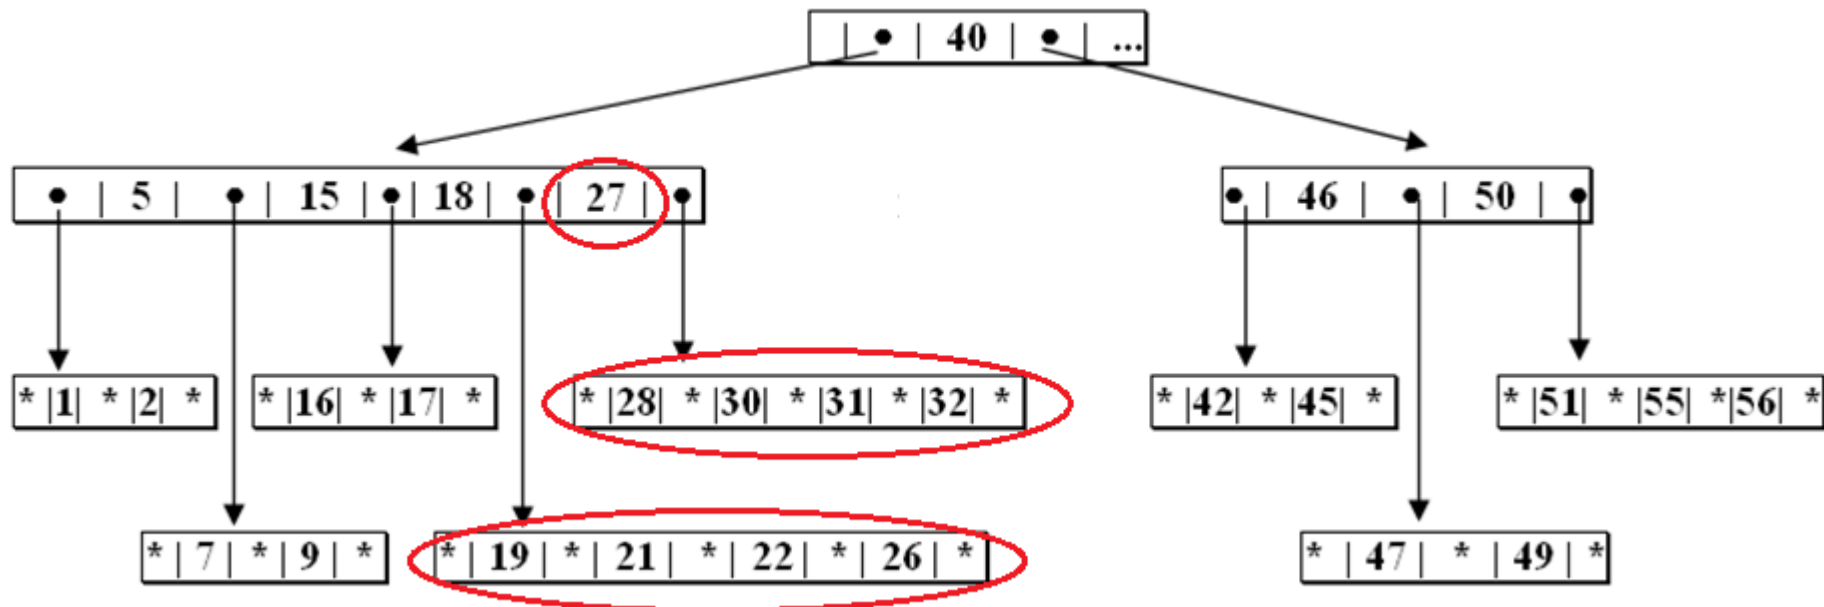 | • | 40 | • | ...
• | 5 | • | 15 | • | 18 | • | 27 | •
• | 46 | • | 50 | •
* |1| * |2| *
* |16| * |17| *
* |28| * |30| * |31| * |32| *
* |42| * |45| *
* |51| * |55| * |56| *
* | 7 | * | 9 | *
* | 19 | * | 21 | * | 22 | * | 26 | *
* | 47 | * | 49 | *